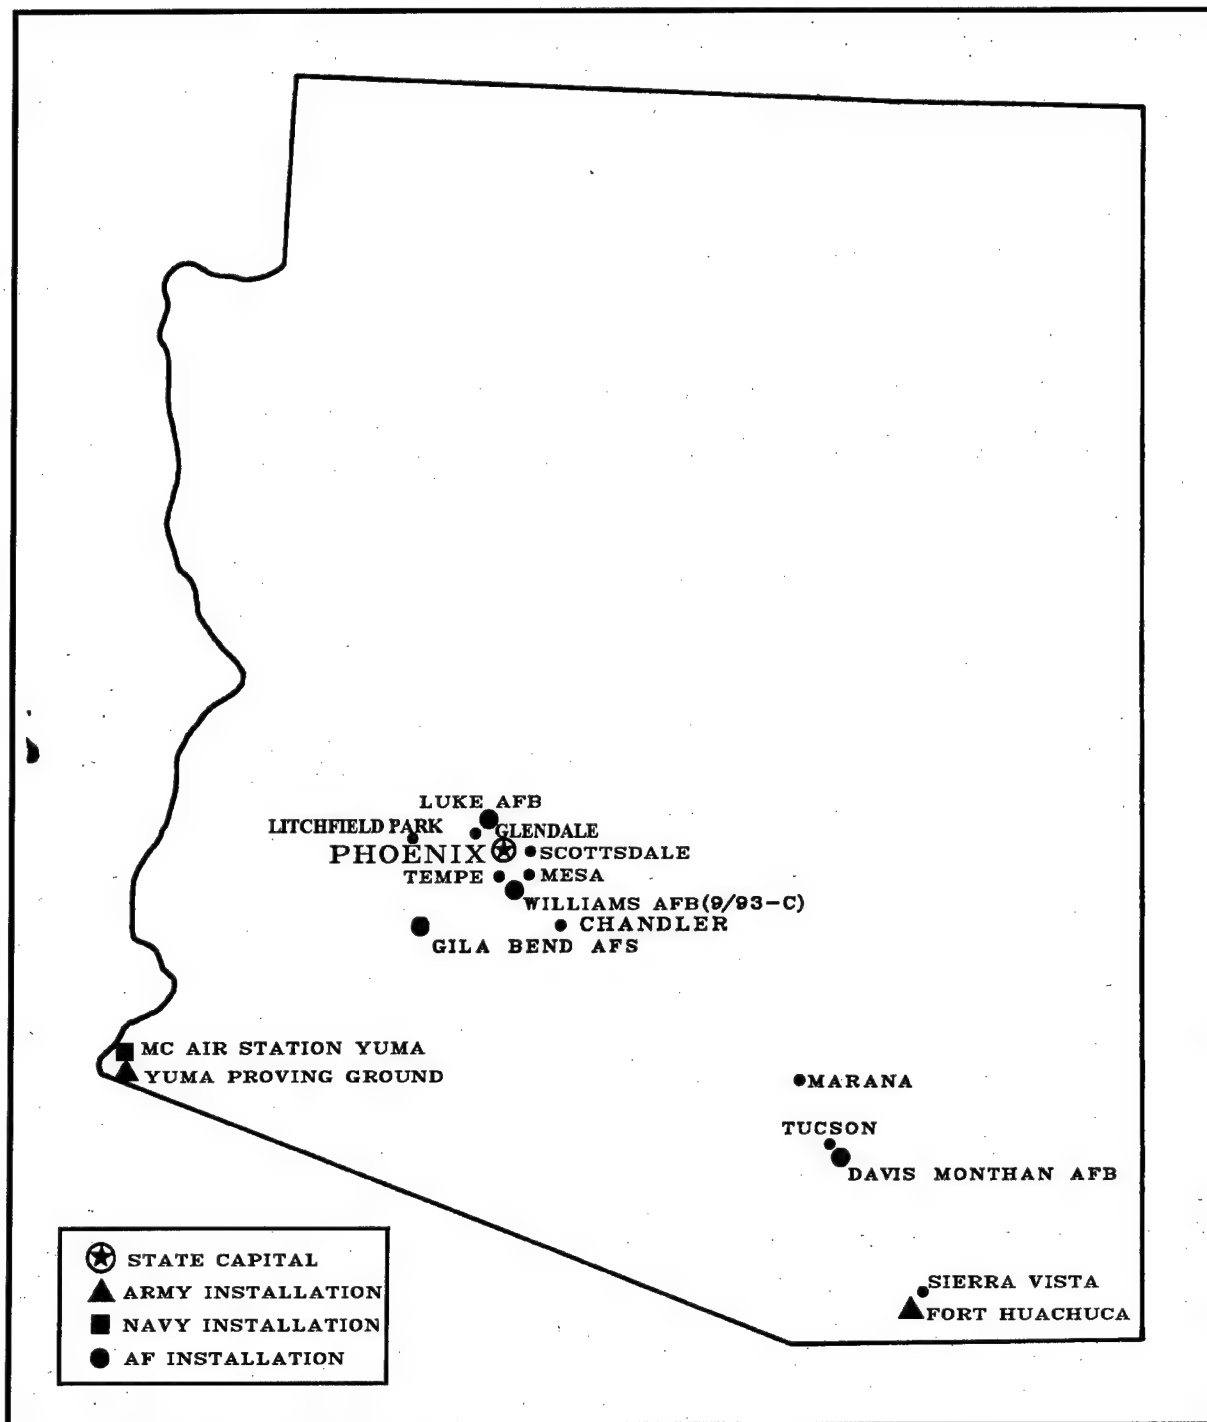 LUKE AFB
LITCHFIELD PARK
GLENDALE
PHOENIX
SCOTTSDALE
TEMPE
MESA
WILLIAMS AFB(9/93-C)
CHANDLER
GILA BEND AFS
MC AIR STATION YUMA
YUMA PROVING GROUND
MARANA
TUCSON
DAVIS MONTHAN AFB
STATE CAPITAL
ARMY INSTALLATION
NAVY INSTALLATION
AF INSTALLATION
SIERRA VISTA
FORT HUACHUCA